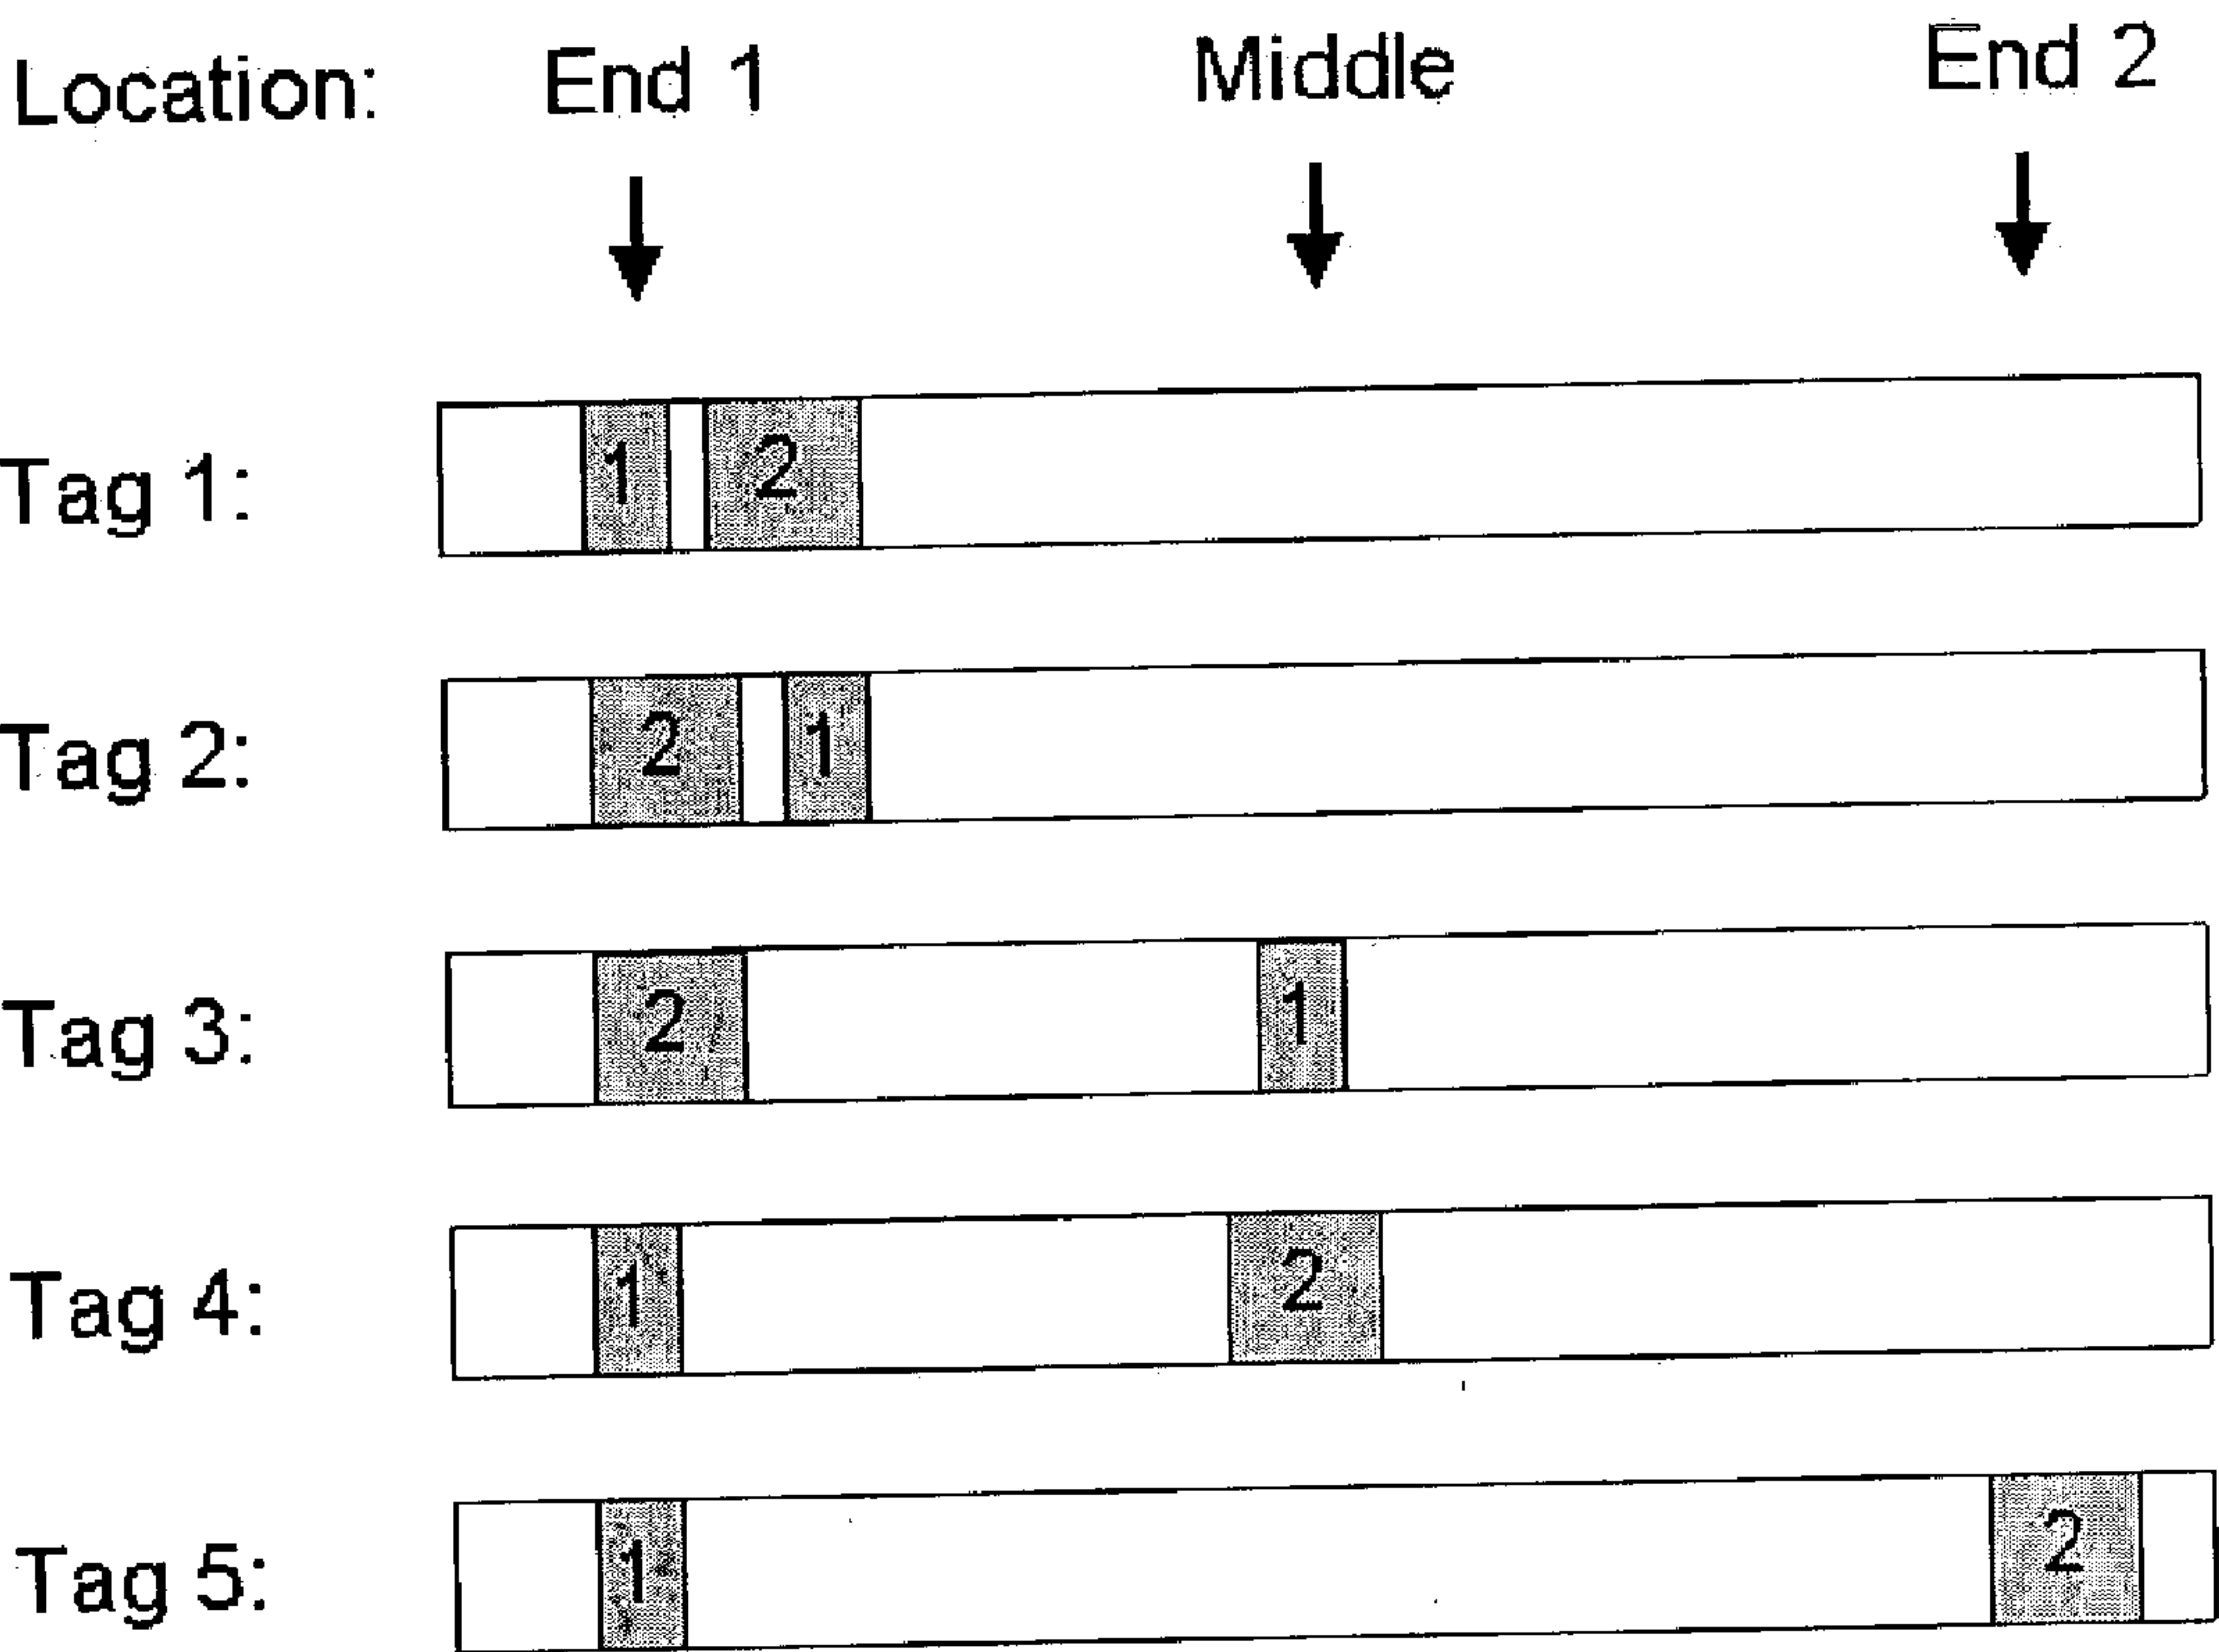 Location: End 1 Middle End 2
Tag 1: 1 2
Tag 2: 2 1
Tag 3: 2 1
Tag 4: 1 2
Tag 5: 1 2